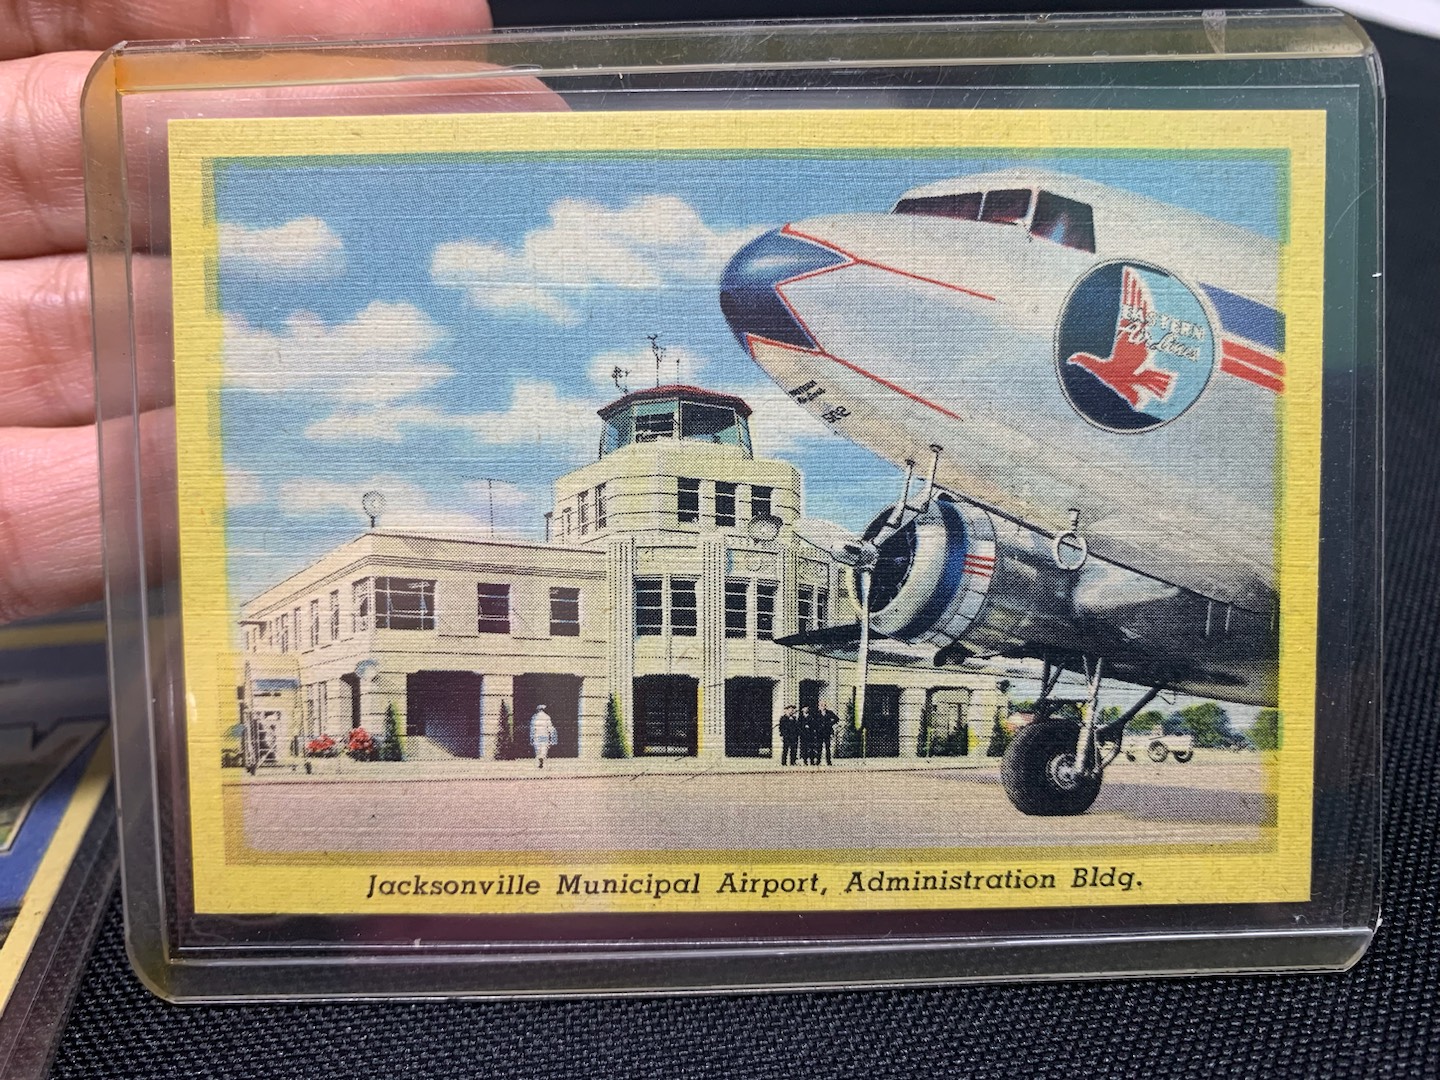 EASTERN
Air Lines
Jacksonville Municipal Airport, Administration Bldg.